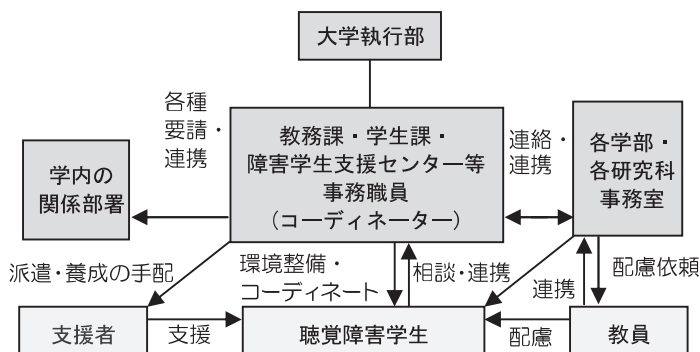 大学執行部
各種
要請・
連携
教務課・学生課・
障害学生支援センター等
事務職員
（コーディネーター）
連絡・
連携
各学部・
各研究科
事務室
学内の
関係部署
派遣・養成の手配
環境整備・
コーディネート
相談・連携
連携
配慮依頼
支援者
支援
聴覚障害学生
配慮
教員